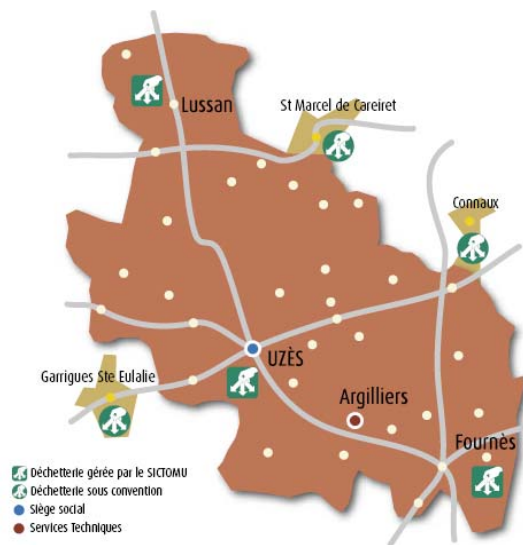 Lussan
St Marcel de Careiret
Connaux
UZÈS
Garrigues Ste Eulalie
Argilliers
Fournès
Déchetterie gérée par le SICTOMU
Déchetterie sous convention
Siège social
Services Techniques